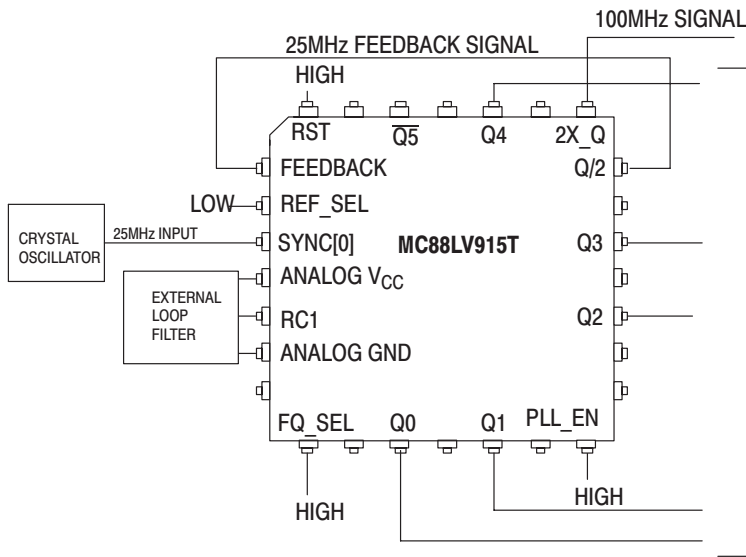 100MHz SIGNAL
25MHz FEEDBACK SIGNAL
HIGH
RST Q5 Q4 2X_Q
FEEDBACK Q/2
LOW REF_SEL
CRYSTAL
OSCILLATOR
25MHz INPUT
SYNC[0] MC88LV915T Q3
ANALOG VCC
EXTERNAL
LOOP
FILTER
RC1 Q2
ANALOG GND
FQ_SEL Q0 Q1 PLL_EN
HIGH HIGH